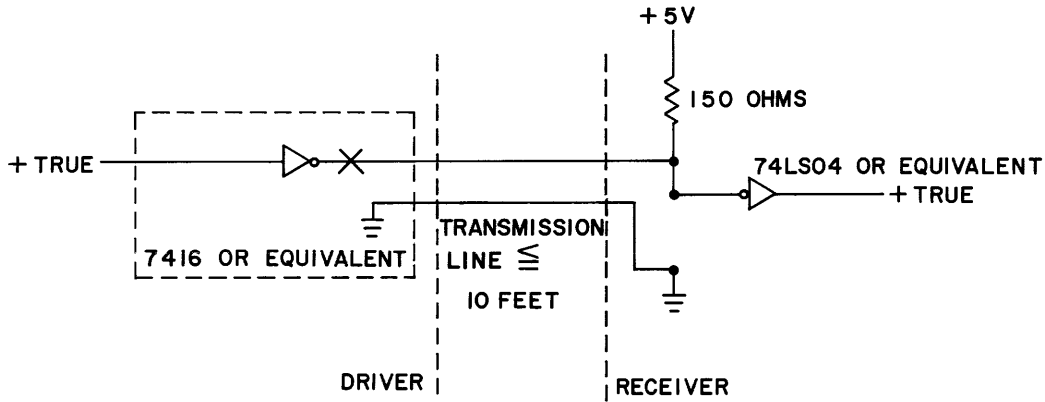 +5V
150 OHMS
+ TRUE
74LS04 OR EQUIVALENT
+ TRUE
7416 OR EQUIVALENT
TRANSMISSION
LINE ≦
10 FEET
DRIVER
RECEIVER